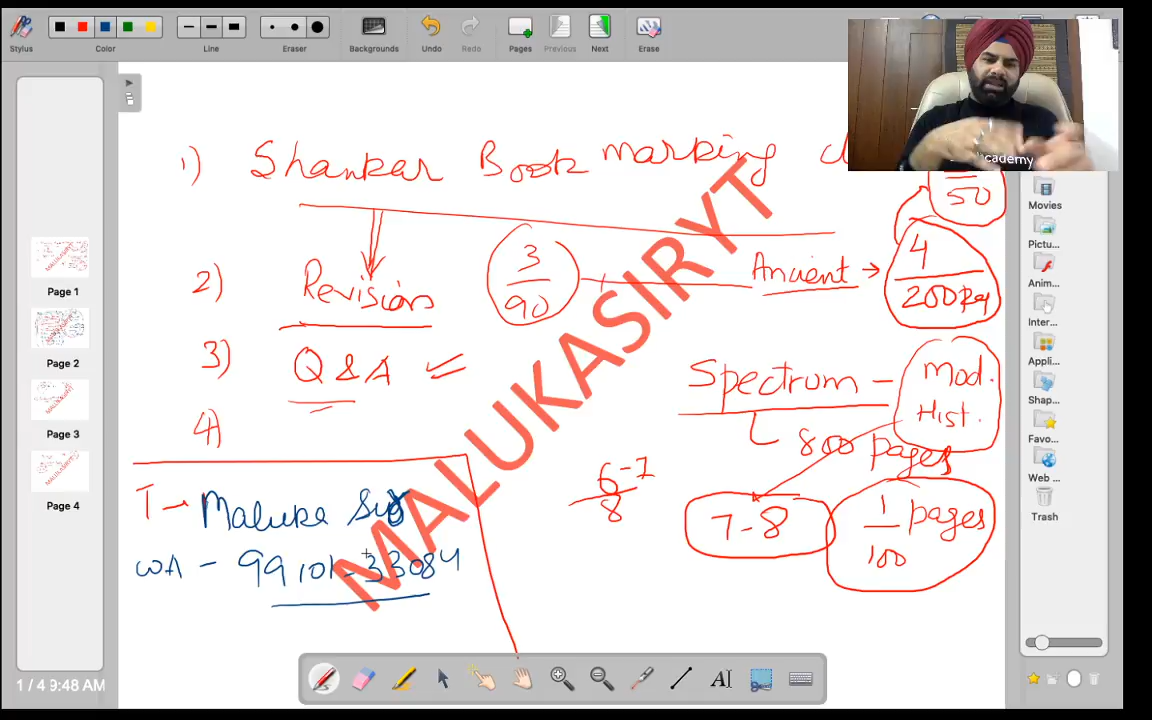 Stylus
Color
Line
Eraser
Backgrounds
Undo
Redo
Pages
Previous
Next
Erase
Page 1
Page 2
Page 3
Page 4
1 / 4 9:48 AM
cademy
1) Shankar Book marking
50
2) Revision
3
90
Ancient → 4
200 Pg
3) Q & A
Spectrum - Mod.
Hist.
800 pages
4)
6-7
8
7-8
1
100
pages
T - Maluka Sir
WA - 99101-33084
MALUKASIRYT
Movies
Pictu...
Anim...
Inter...
Appli...
Shap...
Favo...
Web ...
Trash